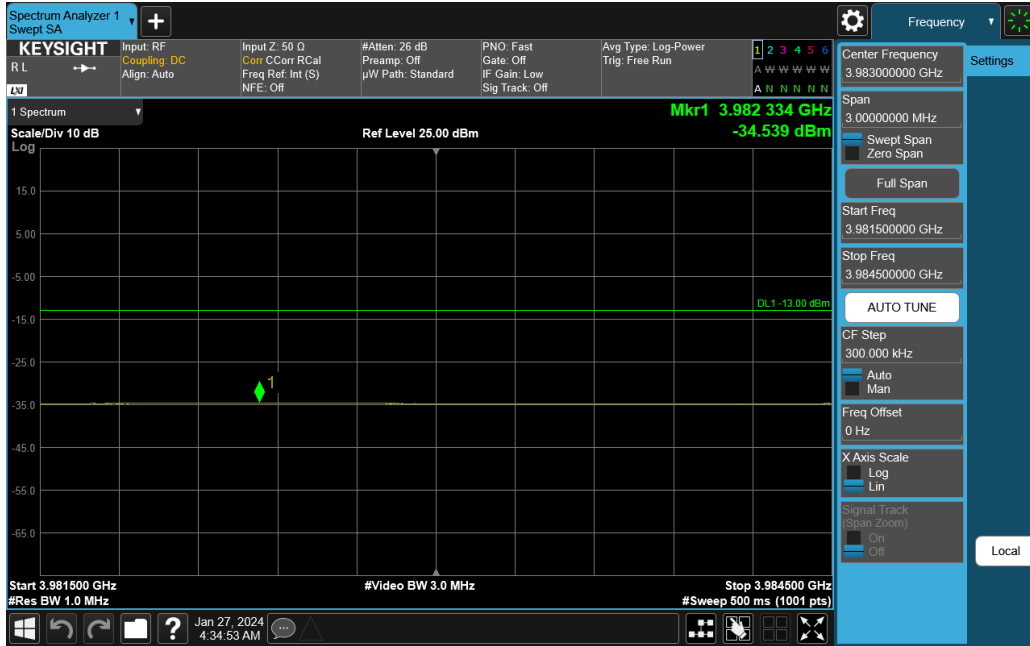 Spectrum Analyzer 1
Swept SA
Frequency
KEYSIGHT
R L
LXI
Input: RF
Coupling: DC
Align: Auto
Input Z: 50 Ω
Corr CCorr RCal
Freq Ref: Int (S)
NFE: Off
#Atten: 26 dB
Preamp: Off
µW Path: Standard
PNO: Fast
Gate: Off
IF Gain: Low
Sig Track: Off
Avg Type: Log-Power
Trig: Free Run
1 2 3 4 5 6
A W W W W W
A N N N N N
1 Spectrum
Scale/Div 10 dB
Log
Ref Level 25.00 dBm
Mkr1 3.982 334 GHz
-34.539 dBm
15.0
5.00
-5.00
DL1 -13.00 dBm
-15.0
-25.0
1
-35.0
-45.0
-55.0
-65.0
Start 3.981500 GHz
#Video BW 3.0 MHz
Stop 3.984500 GHz
#Res BW 1.0 MHz
#Sweep 500 ms (1001 pts)
Jan 27, 2024
4:34:53 AM
Center Frequency
3.983000000 GHz
Settings
Span
3.00000000 MHz
Swept Span
Zero Span
Full Span
Start Freq
3.981500000 GHz
Stop Freq
3.984500000 GHz
AUTO TUNE
CF Step
300.000 kHz
Auto
Man
Freq Offset
0 Hz
X Axis Scale
Log
Lin
Signal Track
(Span Zoom)
On
Off
Local